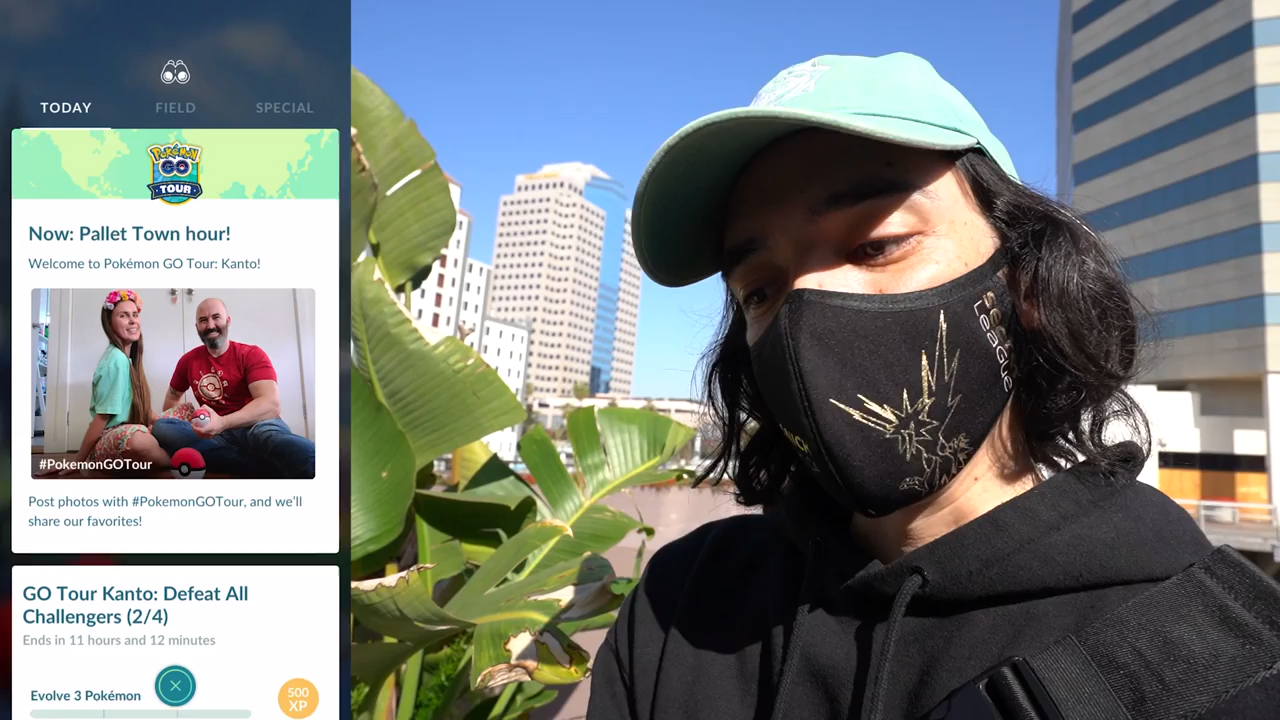 TODAY
FIELD
SPECIAL
POKéMON
GO
TOUR
Now: Pallet Town hour!
Welcome to Pokémon GO Tour: Kanto!
#PokemonGOTour
Post photos with #PokemonGOTour, and we'll
share our favorites!
GO Tour Kanto: Defeat All
Challengers (2/4)
Ends in 11 hours and 12 minutes
Evolve 3 Pokémon
500
XP
League